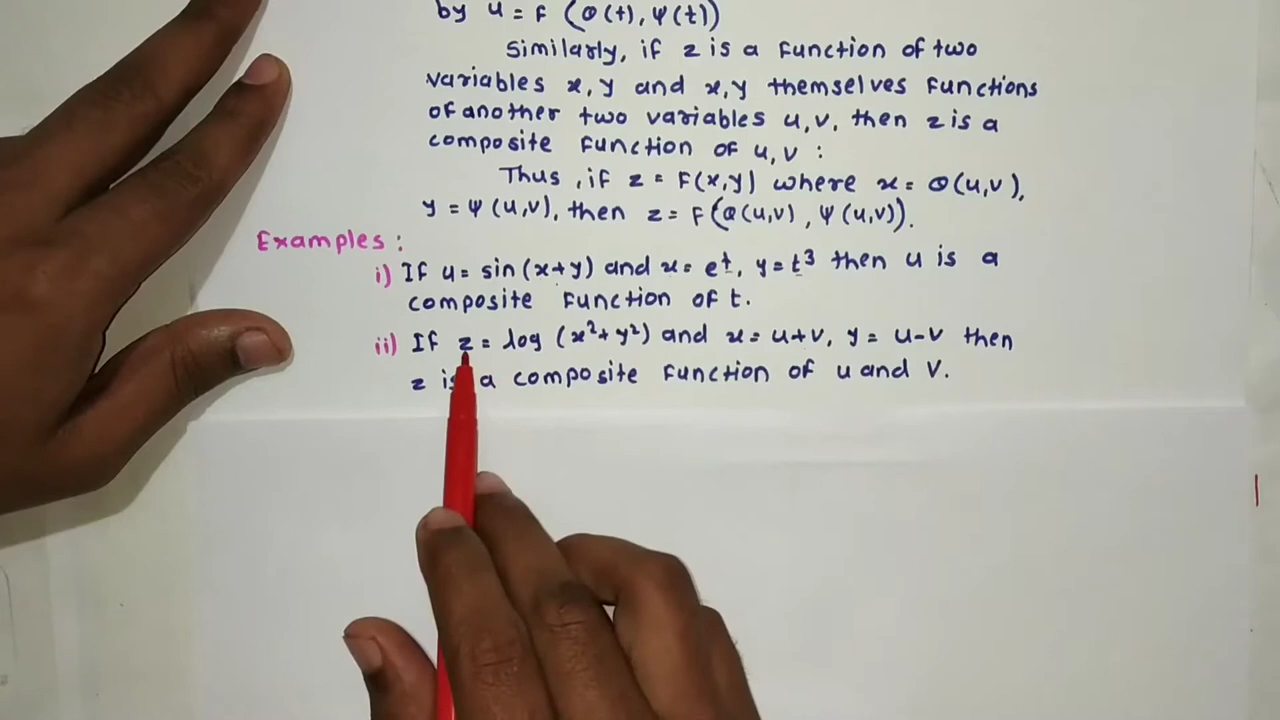 by u = F (Φ(t), Ψ(t))
Similarly, if z is a function of two
variables x, y and x, y themselves functions
of another two variables u, v, then z is a
composite function of u, v :
Thus, if z = F(x,y) where x = Φ(u,v),
y = Ψ(u,v), then z = F(Φ(u,v), Ψ(u,v)).
Examples :
i) If u = sin (x+y) and x = e^t, y = t^3 then u is a
composite function of t.
ii) If z = log (x²+y²) and x = u+v, y = u-v then
z is a composite function of u and v.